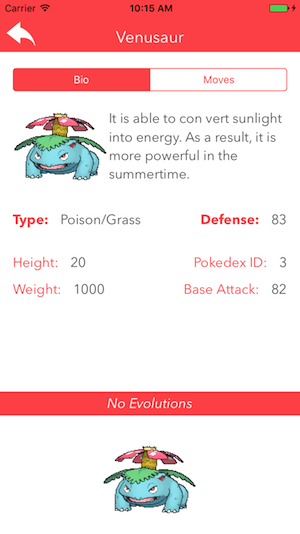 Carrier 10:15 AM
Venusaur
Bio Moves
It is able to con vert sunlight
into energy. As a result, it is
more powerful in the
summertime.
Type: Poison/Grass Defense: 83
Height: 20 Pokedex ID: 3
Weight: 1000 Base Attack: 82
No Evolutions